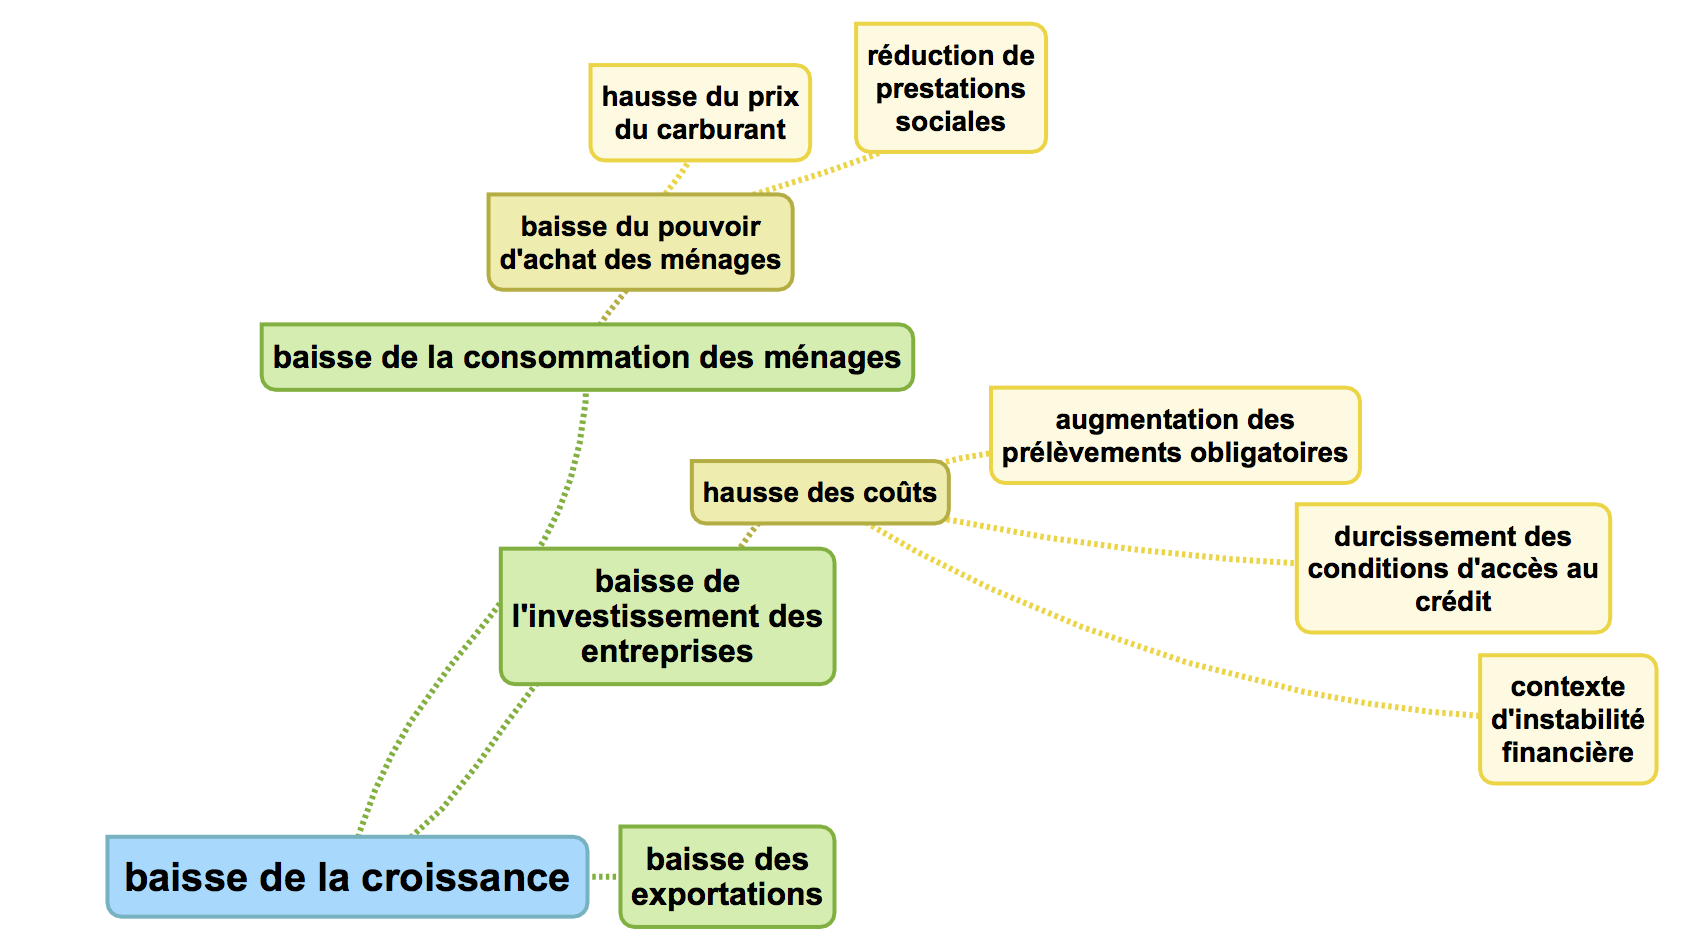 réduction de
prestations
sociales
hausse du prix
du carburant
baisse du pouvoir
d'achat des ménages
baisse de la consommation des ménages
augmentation des
prélèvements obligatoires
hausse des coûts
durcissement des
conditions d'accès au
crédit
baisse de
l'investissement des
entreprises
contexte
d'instabilité
financière
baisse de la croissance
baisse des
exportations